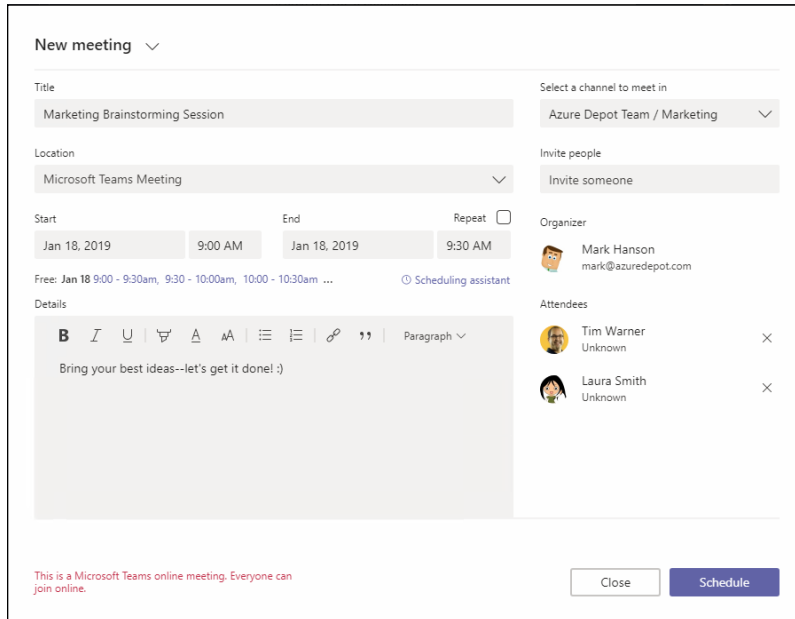 New meeting
Title
Marketing Brainstorming Session
Location
Microsoft Teams Meeting
Start
End
Repeat
Jan 18, 2019
9:00 AM
Jan 18, 2019
9:30 AM
Free: Jan 18 9:00 - 9:30am, 9:30 - 10:00am, 10:00 - 10:30am ...
Scheduling assistant
Details
B I U A AA Paragraph
Bring your best ideas--let's get it done! :)
Select a channel to meet in
Azure Depot Team / Marketing
Invite people
Invite someone
Organizer
Mark Hanson
mark@azuredepot.com
Attendees
Tim Warner
Unknown
Laura Smith
Unknown
This is a Microsoft Teams online meeting. Everyone can
join online.
Close
Schedule